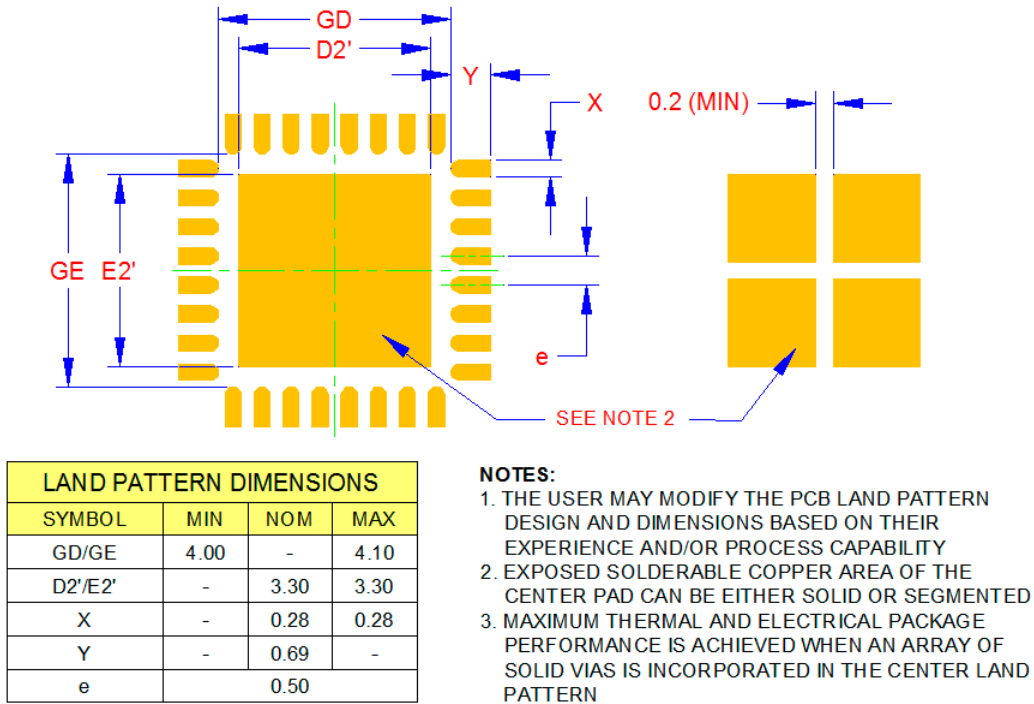 GD
D2'
Y
X
0.2 (MIN)
GE
E2'
e
SEE NOTE 2
LAND PATTERN DIMENSIONS
SYMBOL MIN NOM MAX
GD/GE 4.00 - 4.10
D2'/E2' - 3.30 3.30
X - 0.28 0.28
Y - 0.69 -
e 0.50
NOTES:
1. THE USER MAY MODIFY THE PCB LAND PATTERN
DESIGN AND DIMENSIONS BASED ON THEIR
EXPERIENCE AND/OR PROCESS CAPABILITY
2. EXPOSED SOLDERABLE COPPER AREA OF THE
CENTER PAD CAN BE EITHER SOLID OR SEGMENTED
3. MAXIMUM THERMAL AND ELECTRICAL PACKAGE
PERFORMANCE IS ACHIEVED WHEN AN ARRAY OF
SOLID VIAS IS INCORPORATED IN THE CENTER LAND
PATTERN